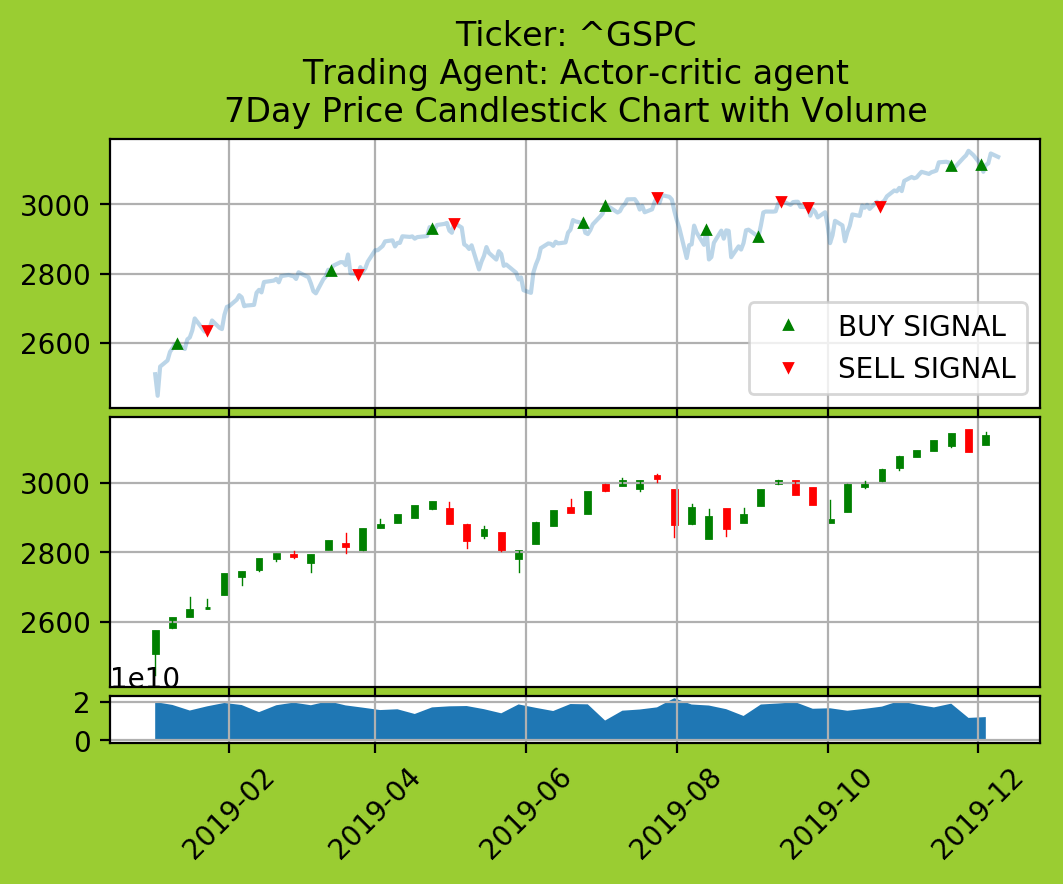 Ticker: ^GSPC
Trading Agent: Actor-critic agent
7Day Price Candlestick Chart with Volume
3000
2800
2600
BUY SIGNAL
SELL SIGNAL
3000
2800
2600
1e10
2
0
2019-02
2019-04
2019-06
2019-08
2019-10
2019-12